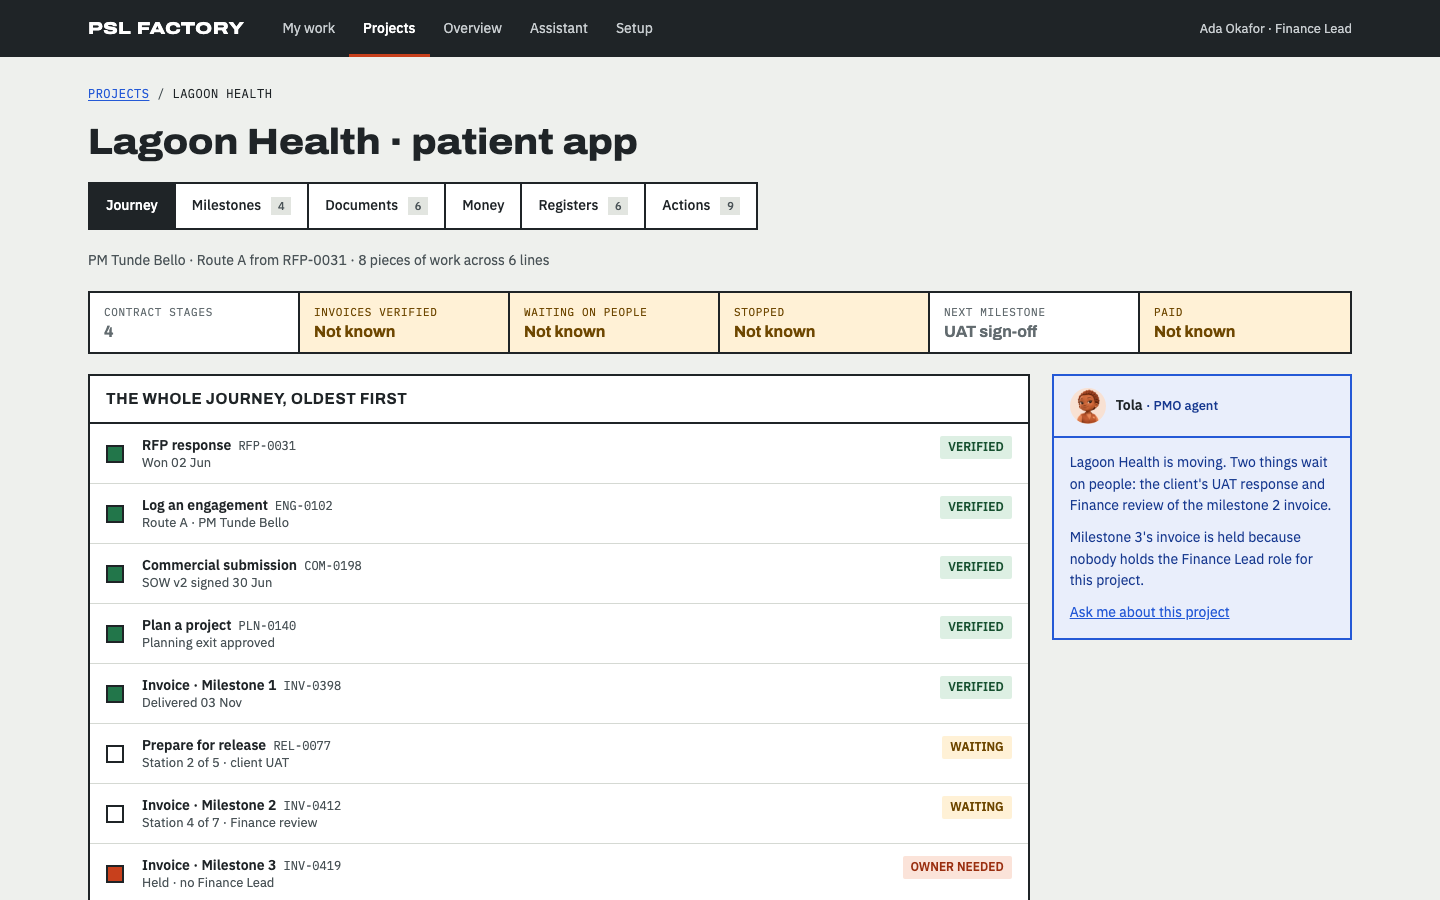 PSL FACTORY My work Projects Overview Assistant Setup Ada Okafor · Finance Lead
PROJECTS / LAGOON HEALTH
Lagoon Health · patient app
Journey Milestones 4 Documents 6 Money Registers 6 Actions 9
PM Tunde Bello · Route A from RFP-0031 · 8 pieces of work across 6 lines
CONTRACT STAGES INVOICES VERIFIED WAITING ON PEOPLE STOPPED NEXT MILESTONE PAID
4 Not known Not known Not known UAT sign-off Not known
THE WHOLE JOURNEY, OLDEST FIRST
RFP response RFP-0031 VERIFIED
Won 02 Jun
Log an engagement ENG-0102 VERIFIED
Route A · PM Tunde Bello
Commercial submission COM-0198 VERIFIED
SOW v2 signed 30 Jun
Plan a project PLN-0140 VERIFIED
Planning exit approved
Invoice · Milestone 1 INV-0398 VERIFIED
Delivered 03 Nov
Prepare for release REL-0077 WAITING
Station 2 of 5 · client UAT
Invoice · Milestone 2 INV-0412 WAITING
Station 4 of 7 · Finance review
Invoice · Milestone 3 INV-0419 OWNER NEEDED
Held · no Finance Lead
Tola · PMO agent
Lagoon Health is moving. Two things wait
on people: the client's UAT response and
Finance review of the milestone 2 invoice.
Milestone 3's invoice is held because
nobody holds the Finance Lead role for
this project.
Ask me about this project